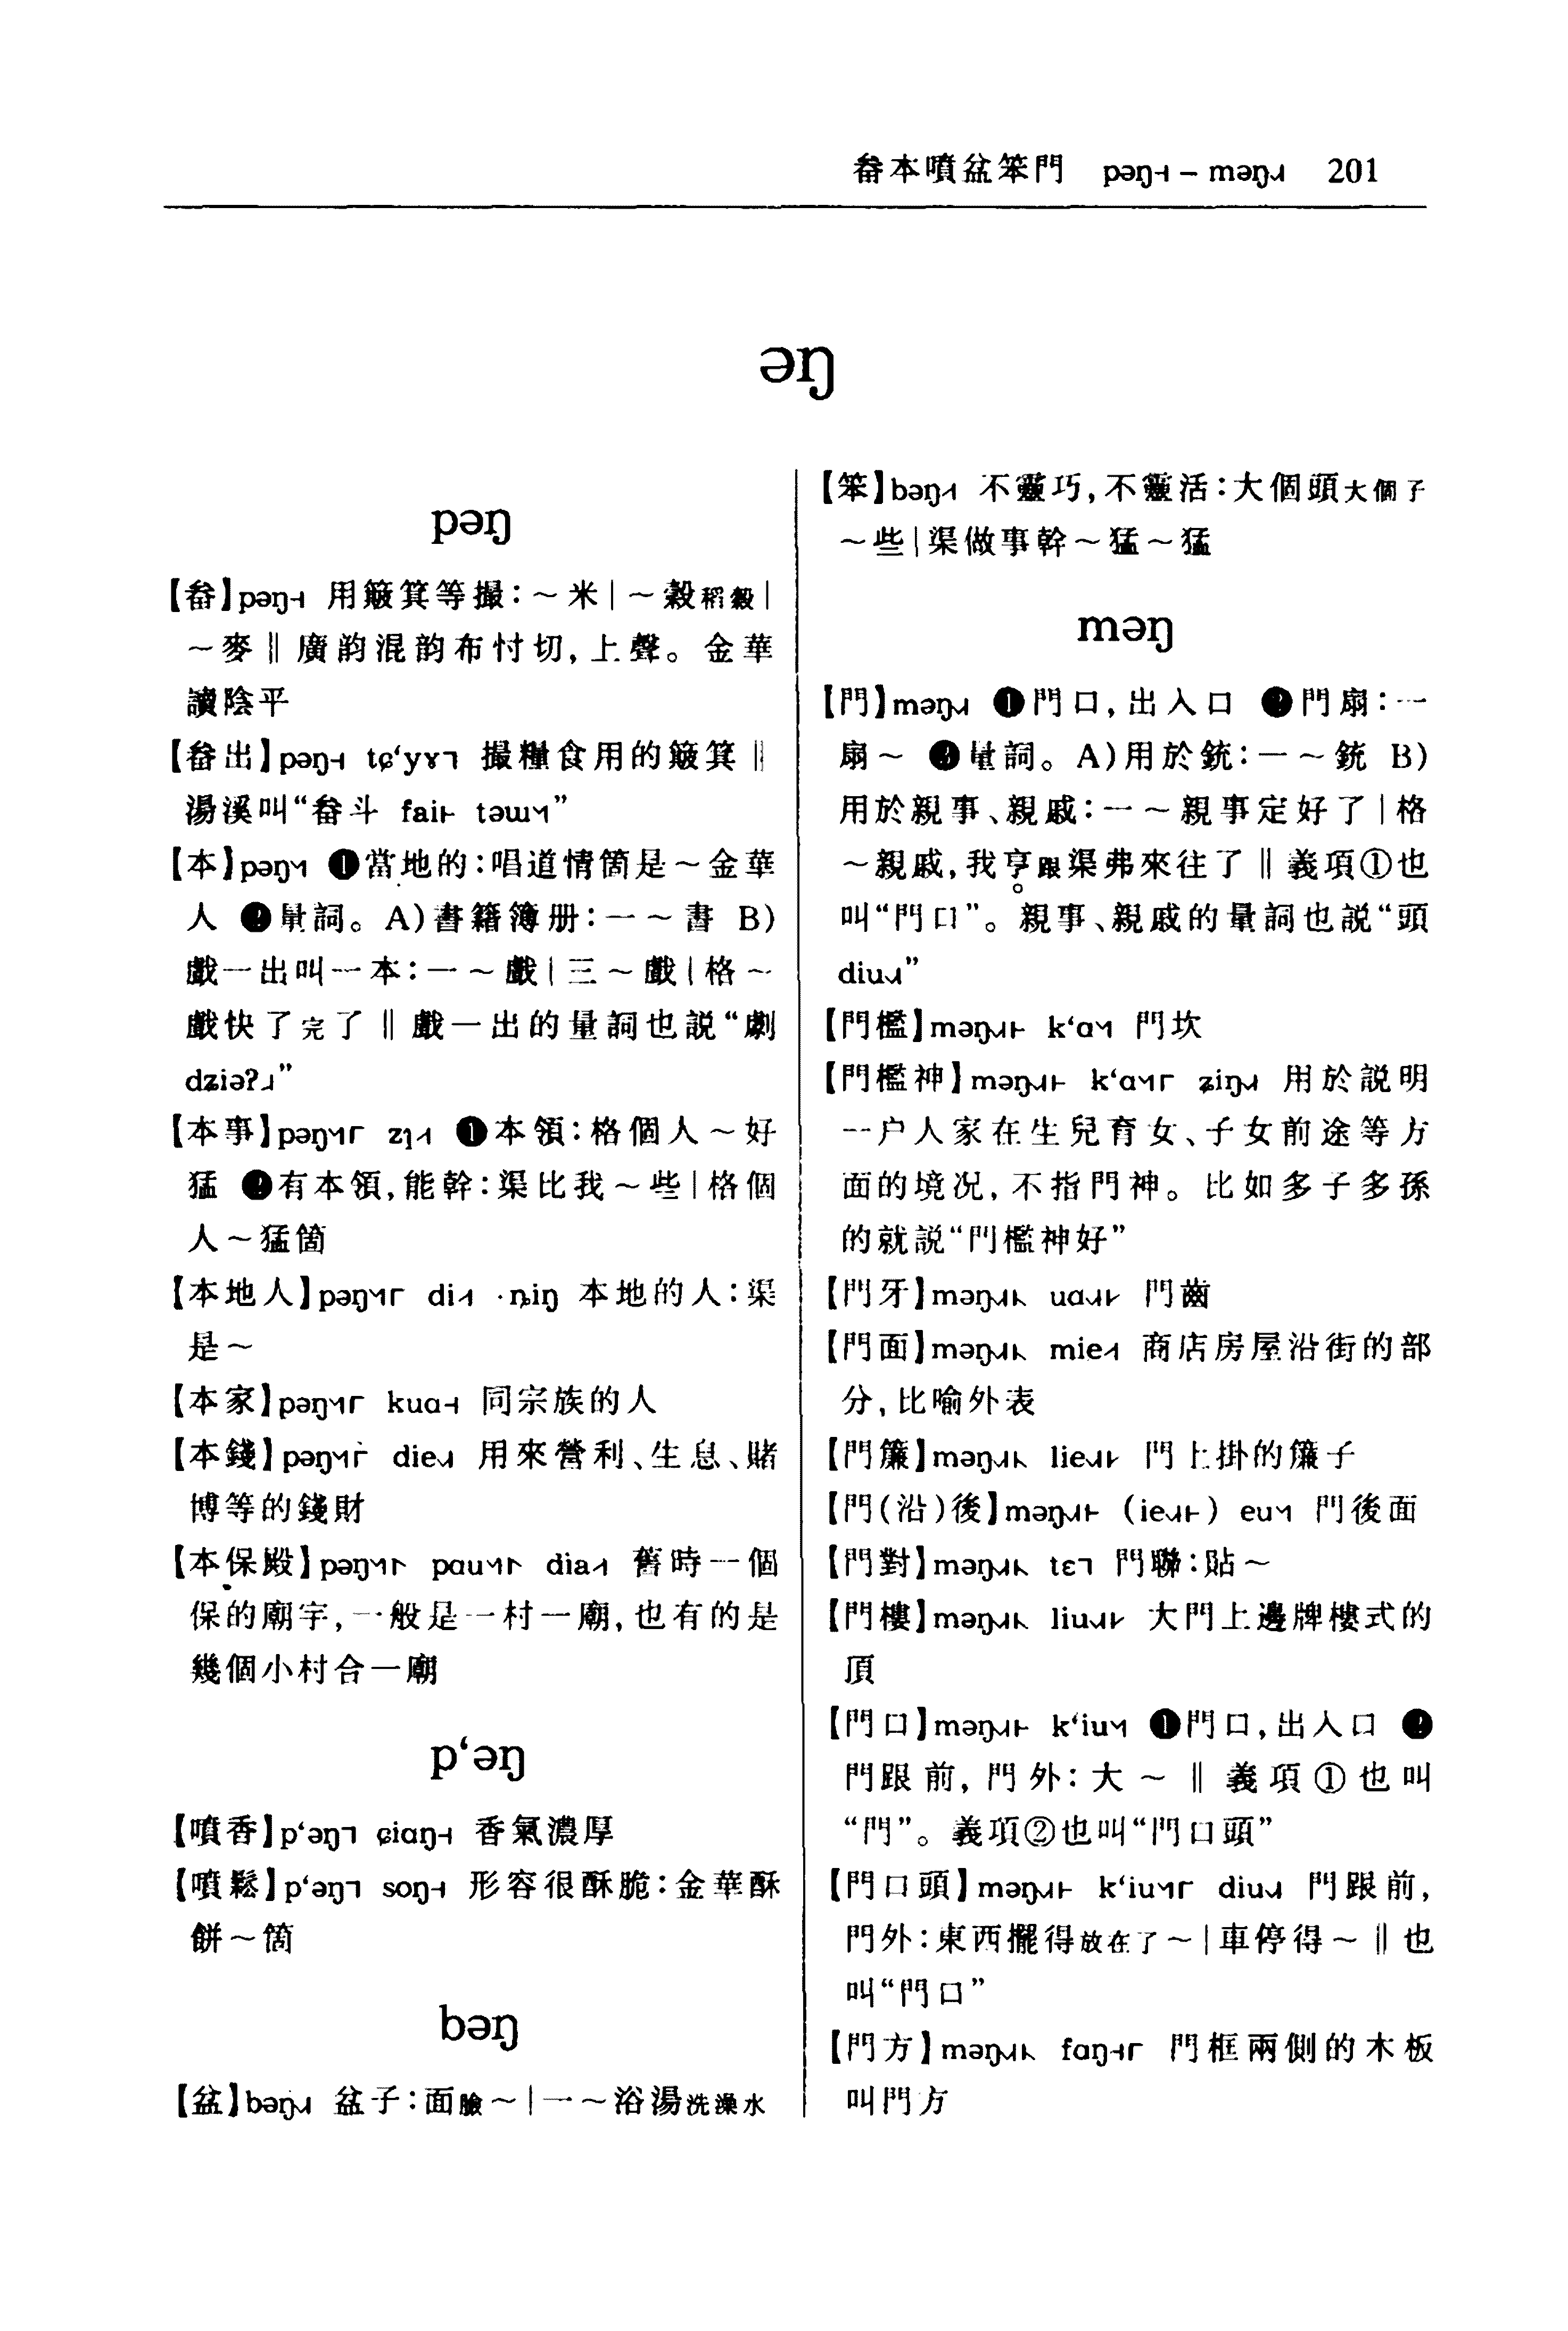 畚本噴盆笨門 pəŋ˧ – məŋ˩˧ 201
əŋ
pəŋ
【畚】pəŋ˧ 用簸箕等撮:～米|～穀稻穀|
～麥‖廣韵混韵布忖切,上聲。金華
讀陰平
【畚出】pəŋ˧ tɕ‘yɤ˥ 撮糧食用的簸箕‖
湯溪叫“畚斗 fai təɯ”
【本】pəŋ ❶當地的:唱道情箇是～金華
人 ❷量詞。A)書籍簿册:一～書 B)
戲一出叫一本:一～戲|三～戲|格～
戲快了完了‖戲一出的量詞也説“劇
dʑiəʔ”
【本事】pəŋ zɿ ❶本領:格個人～好
猛 ❷有本領,能幹:渠比我～些|格個
人～猛箇
【本地人】pəŋ di ·ȵiŋ 本地的人:渠
是～
【本家】pəŋ kuɑ˧ 同宗族的人
【本錢】pəŋ die 用來營利、生息、賭
博等的錢財
【本保殿】pəŋ pɑu dia 舊時一個
保的廟宇,一般是一村一廟,也有的是
幾個小村合一廟
p‘əŋ
【噴香】p‘əŋ˥ ɕiɑŋ˧ 香氣濃厚
【噴鬆】p‘əŋ˥ soŋ˧ 形容很酥脆:金華酥
餅～箇
bəŋ
【盆】bəŋ 盆子:面臉～|一～浴湯洗澡水
【笨】bəŋ 不靈巧,不靈活:大個頭大個子
～些|渠做事幹～猛～猛
məŋ
【門】məŋ ❶門口,出入口 ❷門扇:一
扇～ ❸量詞。A)用於銃:一～銃 B)
用於親事、親戚:一～親事定好了|格
～親戚,我亨跟渠弗來往了‖義項①也
叫“門口”。親事、親戚的量詞也説“頭
diu”
【門檻】məŋ k‘ɑ 門坎
【門檻神】məŋ k‘ɑ ʑiŋ 用於説明
一户人家在生兒育女、子女前途等方
面的境况,不指門神。比如多子多孫
的就説“門檻神好”
【門牙】məŋ uɑ 門齒
【門面】məŋ mie 商店房屋沿街的部
分,比喻外表
【門簾】məŋ lie 門上掛的簾子
【門(沿)後】məŋ (ie) eu 門後面
【門對】məŋ tɛ˥ 門聯:貼～
【門樓】məŋ liu 大門上邊牌樓式的
頂
【門口】məŋ k‘iu ❶門口,出入口 ❷
門跟前,門外:大～‖義項①也叫
“門”。義項②也叫“門口頭”
【門口頭】məŋ k‘iu diu 門跟前,
門外:東西擺得放在了～|車停得～‖也
叫“門口”
【門方】məŋ fɑŋ 門框兩側的木板
叫門方